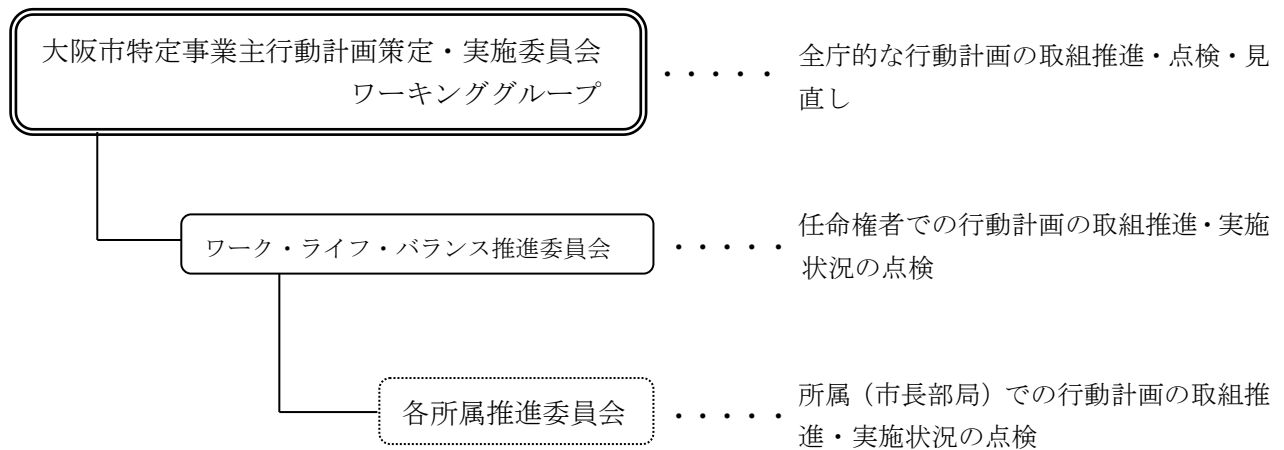 大阪市特定事業主行動計画策定・実施委員会
ワーキンググループ
・・・・・
全庁的な行動計画の取組推進・点検・見
直し
ワーク・ライフ・バランス推進委員会
・・・・・
任命権者での行動計画の取組推進・実施
状況の点検
各所属推進委員会
・・・・・
所属（市長部局）での行動計画の取組推
進・実施状況の点検